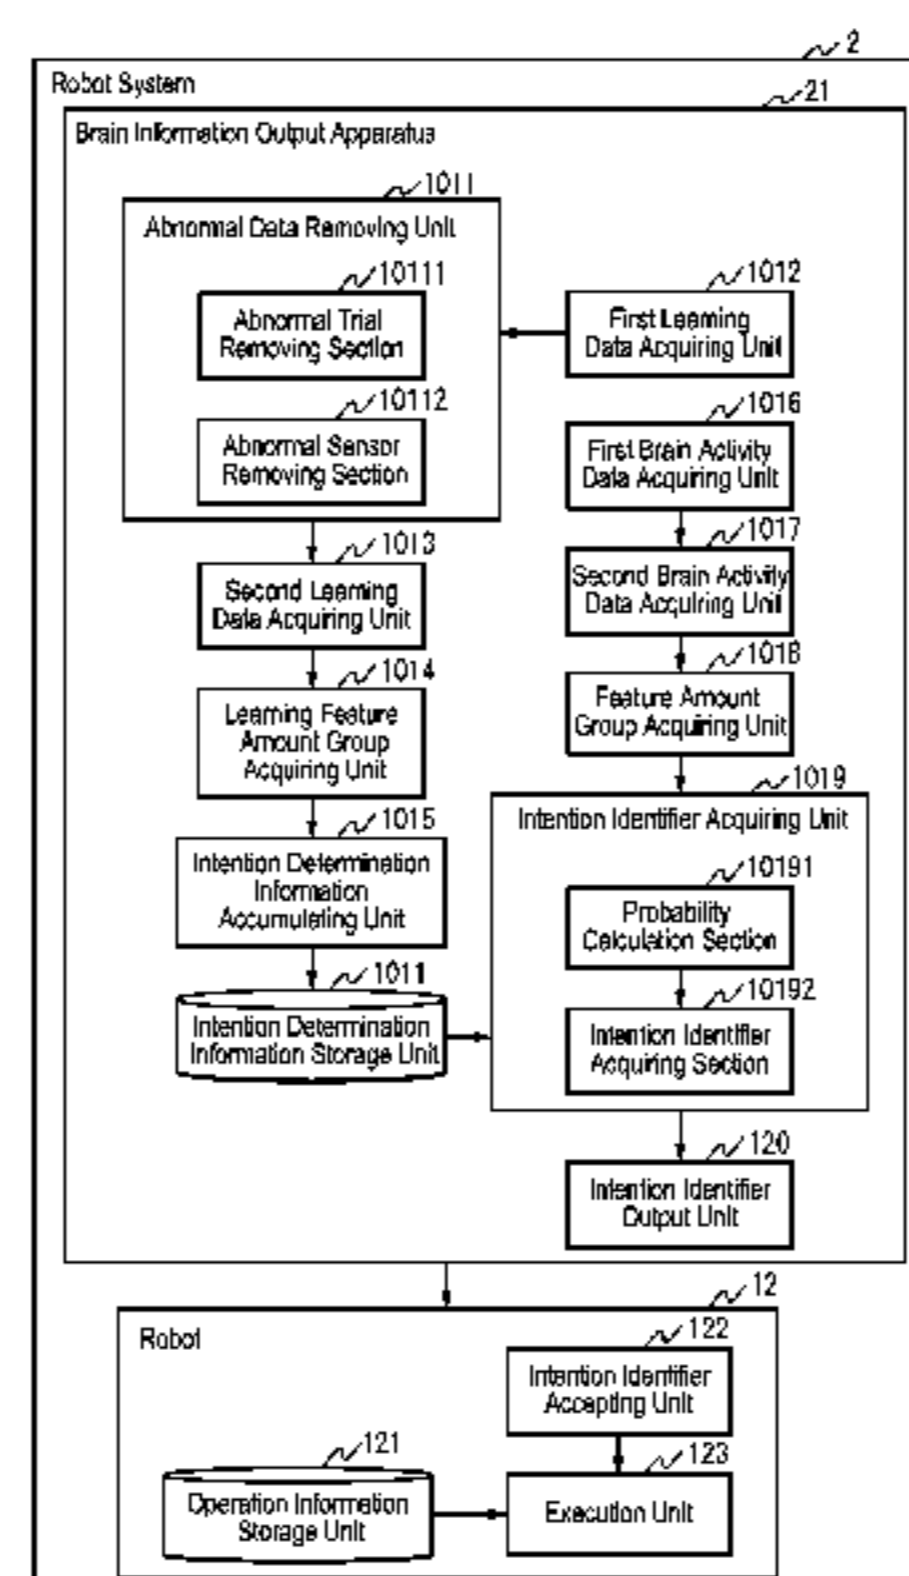 2
Robot System
21
Brain Information Output Apparatus
1011
Abnormal Data Removing Unit
10111
Abnormal Trial
Removing Section
10112
Abnormal Sensor
Removing Section
1012
First Learning
Data Acquiring Unit
1016
First Brain Activity
Data Acquiring Unit
1013
Second Learning
Data Acquiring Unit
1017
Second Brain Activity
Data Acquiring Unit
1014
Learning Feature
Amount Group
Acquiring Unit
1018
Feature Amount
Group Acquiring Unit
1015
Intention Determination
Information
Accumulating Unit
1011
Intention Determination
Information Storage Unit
1019
Intention Identifier Acquiring Unit
10191
Probability
Calculation Section
10192
Intention Identifier
Acquiring Section
120
Intention Identifier
Output Unit
12
Robot
122
Intention Identifier
Accepting Unit
121
Operation Information
Storage Unit
123
Execution Unit